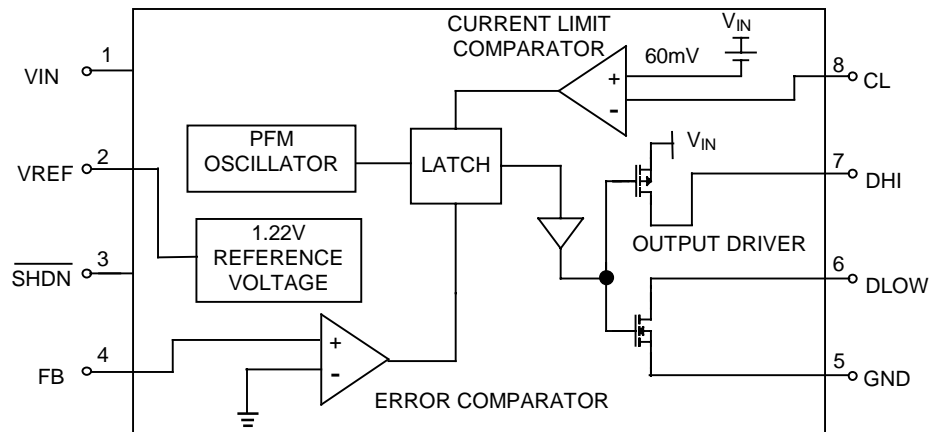 CURRENT LIMIT
COMPARATOR
VIN
60mV
VIN
1
+
-
8
CL
PFM
OSCILLATOR
VREF
2
LATCH
VIN
7
DHI
1.22V
REFERENCE
VOLTAGE
OUTPUT DRIVER
SHDN
3
6
DLOW
FB
4
+
-
ERROR COMPARATOR
5
GND